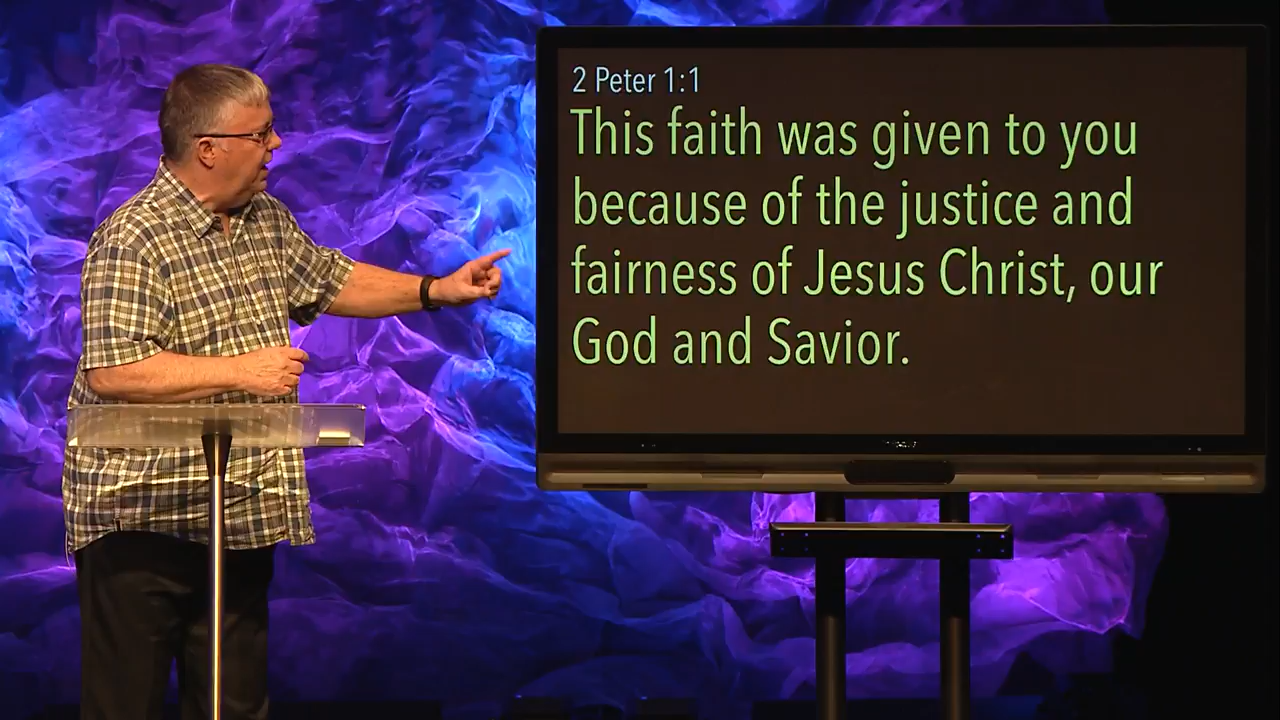 2 Peter 1:1
This faith was given to you
because of the justice and
fairness of Jesus Christ, our
God and Savior.